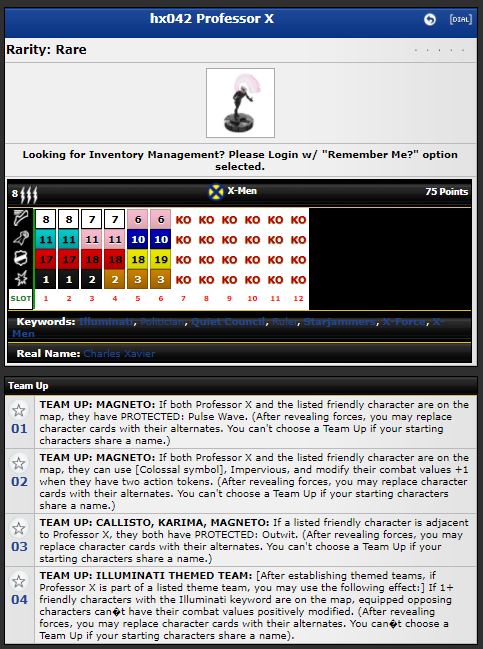 hx042 Professor X [DIAL]
Rarity: Rare
Looking for Inventory Management? Please Login w/ "Remember Me?" option
selected.
8 X-Men 75 Points
8 8 7 7 6 6 KO KO KO KO KO KO
11 11 11 11 10 10 KO KO KO KO KO KO
17 17 18 18 18 19 KO KO KO KO KO KO
1 1 1 2 3 3 KO KO KO KO KO KO
SLOT 1 2 3 4 5 6 7 8 9 10 11 12
Keywords: Illuminati, Politician, Quiet Council, Ruler, Starjammers, X-Force, X-
Men
Real Name: Charles Xavier
Team Up
TEAM UP: MAGNETO: If both Professor X and the listed friendly character are on the
01 map, they have PROTECTED: Pulse Wave. (After revealing forces, you may replace
character cards with their alternates. You can't choose a Team Up if your starting
characters share a name.)
TEAM UP: MAGNETO: If both Professor X and the listed friendly character are on the
02 map, they can use [Colossal symbol], Impervious, and modify their combat values +1
when they have two action tokens. (After revealing forces, you may replace character
cards with their alternates. You can't choose a Team Up if your starting characters
share a name.)
TEAM UP: CALLISTO, KARIMA, MAGNETO: If a listed friendly character is adjacent
03 to Professor X, they both have PROTECTED: Outwit. (After revealing forces, you may
replace character cards with their alternates. You can't choose a Team Up if your
starting characters share a name.)
TEAM UP: ILLUMINATI THEMED TEAM: [After establishing themed teams, if
04 Professor X is part of a listed theme team, you may use the following effect:] If 1+
friendly characters with the Illuminati keyword are on the map, equipped opposing
characters can�t have their combat values positively modified. (After revealing
forces, you may replace character cards with their alternates. You can�t choose a
Team Up if your starting characters share a name).